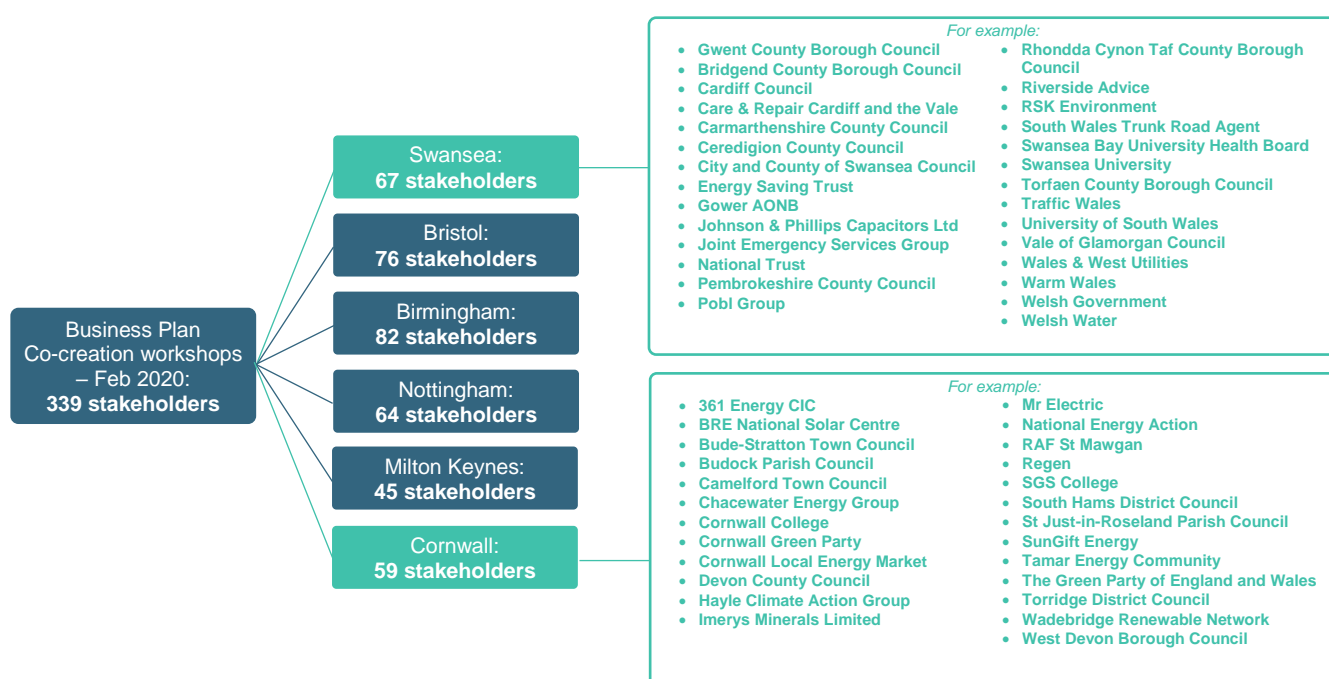 Business Plan
Co-creation workshops
– Feb 2020:
339 stakeholders
Swansea:
67 stakeholders
Bristol:
76 stakeholders
Birmingham:
82 stakeholders
Nottingham:
64 stakeholders
Milton Keynes:
45 stakeholders
Cornwall:
59 stakeholders
For example:
• Gwent County Borough Council
• Bridgend County Borough Council
• Cardiff Council
• Care & Repair Cardiff and the Vale
• Carmarthenshire County Council
• Ceredigion County Council
• City and County of Swansea Council
• Energy Saving Trust
• Gower AONB
• Johnson & Phillips Capacitors Ltd
• Joint Emergency Services Group
• National Trust
• Pembrokeshire County Council
• Pobl Group
• Rhondda Cynon Taf County Borough
Council
• Riverside Advice
• RSK Environment
• South Wales Trunk Road Agent
• Swansea Bay University Health Board
• Swansea University
• Torfaen County Borough Council
• Traffic Wales
• University of South Wales
• Vale of Glamorgan Council
• Wales & West Utilities
• Warm Wales
• Welsh Government
• Welsh Water
For example:
• 361 Energy CIC
• BRE National Solar Centre
• Bude-Stratton Town Council
• Budock Parish Council
• Camelford Town Council
• Chacewater Energy Group
• Cornwall College
• Cornwall Green Party
• Cornwall Local Energy Market
• Devon County Council
• Hayle Climate Action Group
• Imerys Minerals Limited
• Mr Electric
• National Energy Action
• RAF St Mawgan
• Regen
• SGS College
• South Hams District Council
• St Just-in-Roseland Parish Council
• SunGift Energy
• Tamar Energy Community
• The Green Party of England and Wales
• Torridge District Council
• Wadebridge Renewable Network
• West Devon Borough Council